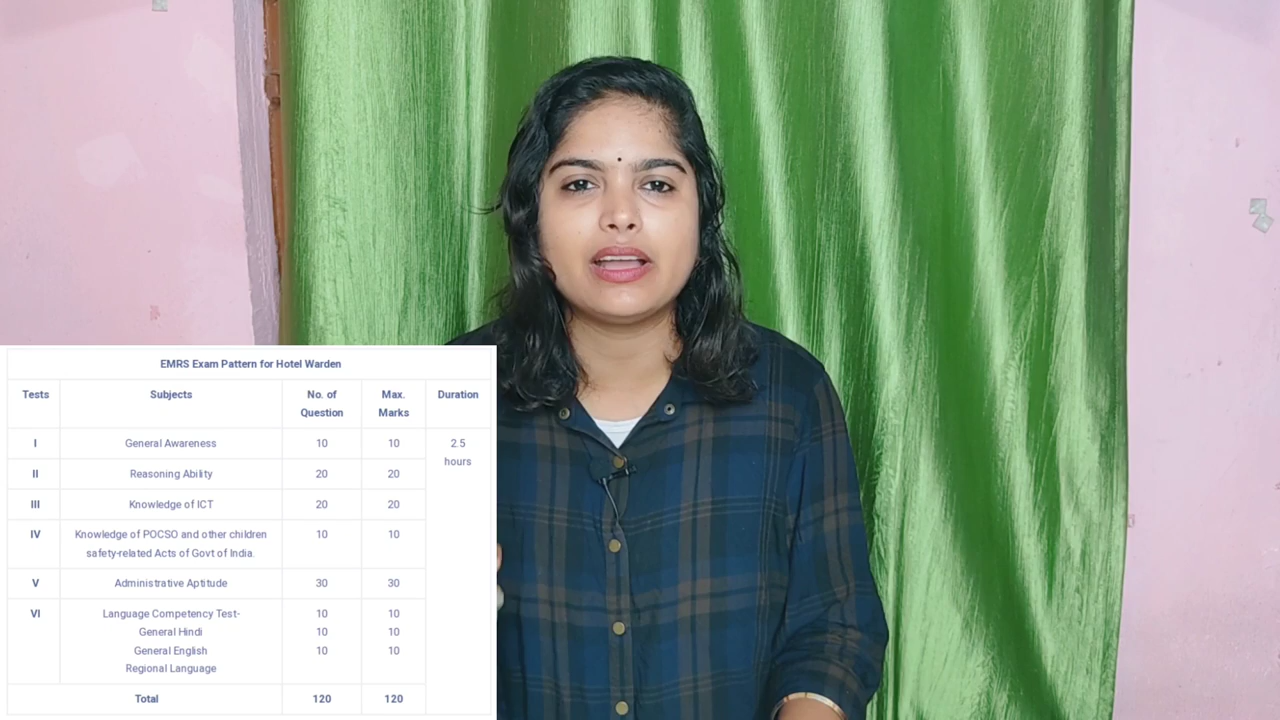 EMRS Exam Pattern for Hotel Warden
Tests Subjects No. of Question Max. Marks Duration
I General Awareness 10 10 2.5 hours
II Reasoning Ability 20 20
III Knowledge of ICT 20 20
IV Knowledge of POCSO and other children safety-related Acts of Govt of India. 10 10
V Administrative Aptitude 30 30
VI Language Competency Test- 10 10
General Hindi 10 10
General English 10 10
Regional Language
Total 120 120